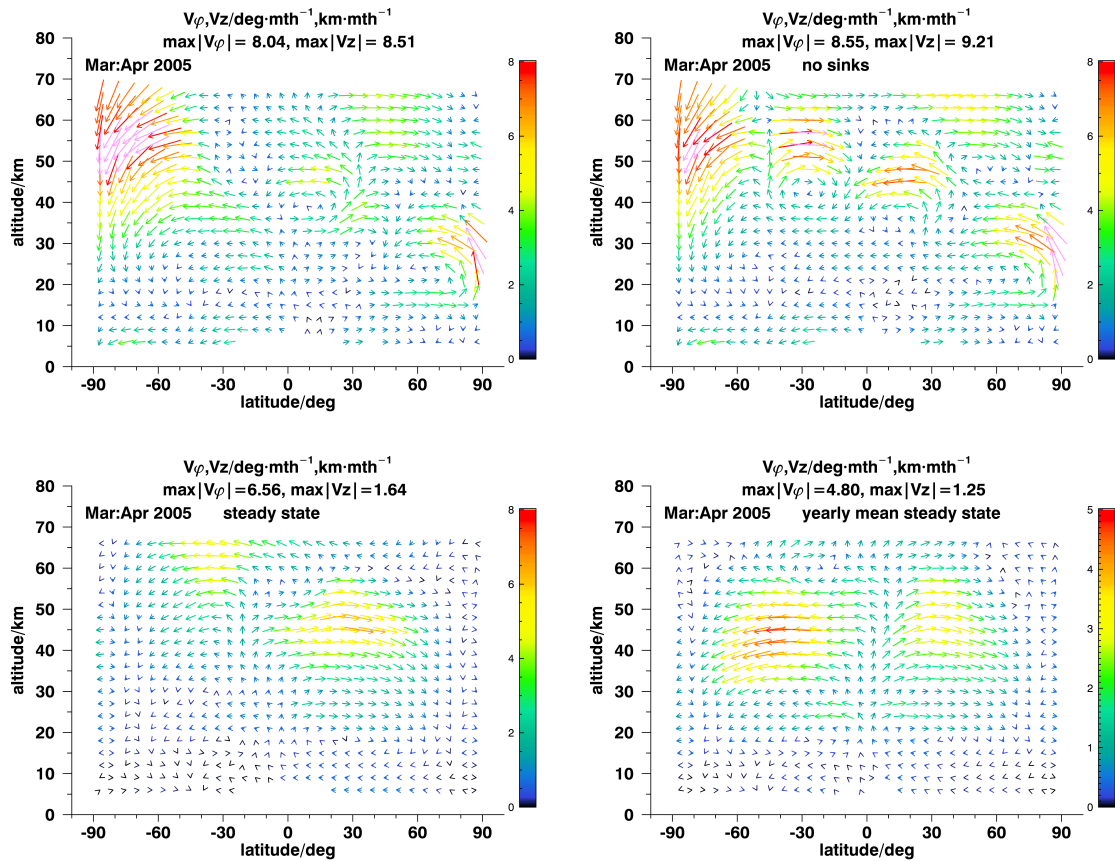 Vφ,Vz/deg·mth⁻¹,km·mth⁻¹
max|Vφ|= 8.04, max|Vz|= 8.51
Mar:Apr 2005
80
70
60
50
40
30
20
10
0
altitude/km
-90 -60 -30 0 30 60 90
latitude/deg
8
6
4
2
0
Vφ,Vz/deg·mth⁻¹,km·mth⁻¹
max|Vφ|= 8.55, max|Vz|= 9.21
Mar:Apr 2005 no sinks
80
70
60
50
40
30
20
10
0
altitude/km
-90 -60 -30 0 30 60 90
latitude/deg
8
6
4
2
0
Vφ,Vz/deg·mth⁻¹,km·mth⁻¹
max|Vφ|=6.56, max|Vz|=1.64
Mar:Apr 2005 steady state
80
70
60
50
40
30
20
10
0
altitude/km
-90 -60 -30 0 30 60 90
latitude/deg
8
6
4
2
0
Vφ,Vz/deg·mth⁻¹,km·mth⁻¹
max|Vφ|=4.80, max|Vz|=1.25
Mar:Apr 2005 yearly mean steady state
80
70
60
50
40
30
20
10
0
altitude/km
-90 -60 -30 0 30 60 90
latitude/deg
5
4
3
2
1
0